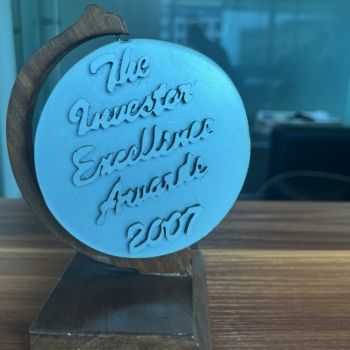 The
Investor
Excellence
Awards
2007